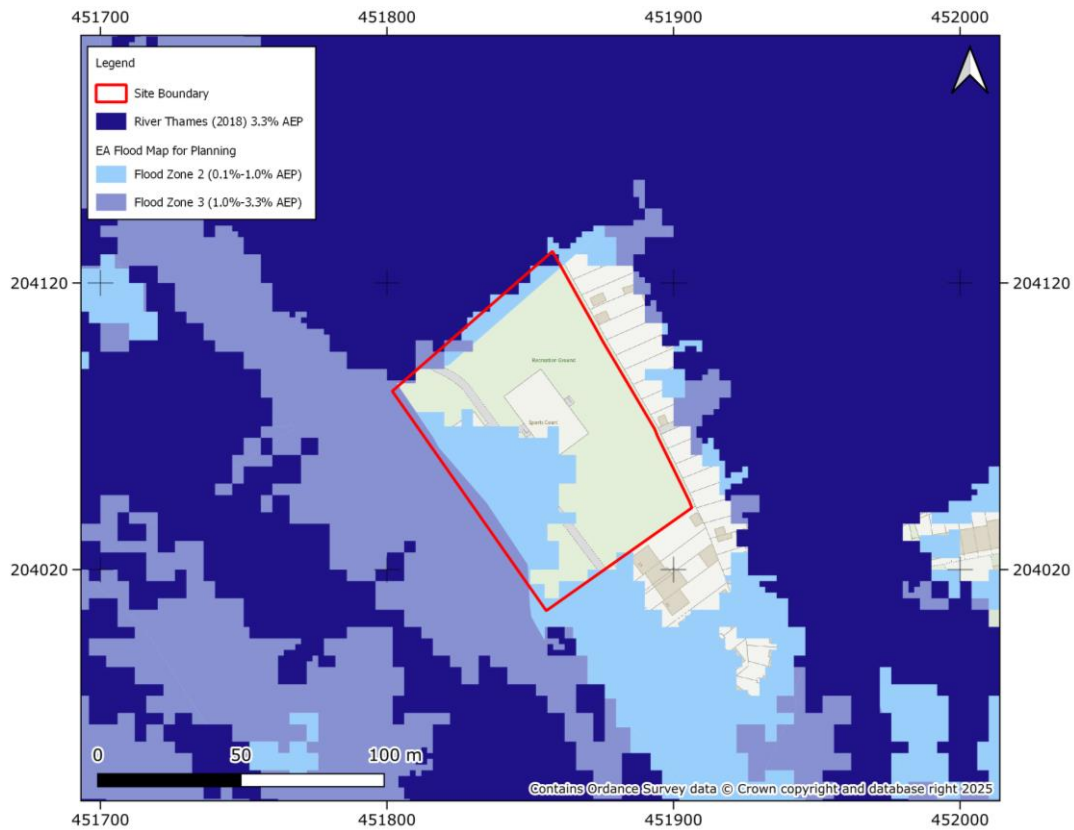 451700 451800 451900 452000
Legend
Site Boundary
River Thames (2018) 3.3% AEP
EA Flood Map for Planning
Flood Zone 2 (0.1%-1.0% AEP)
Flood Zone 3 (1.0%-3.3% AEP)
204120 204120
Recreation Ground
Sports Court
204020 204020
0 50 100 m
Contains Ordance Survey data © Crown copyright and database right 2025
451700 451800 451900 452000